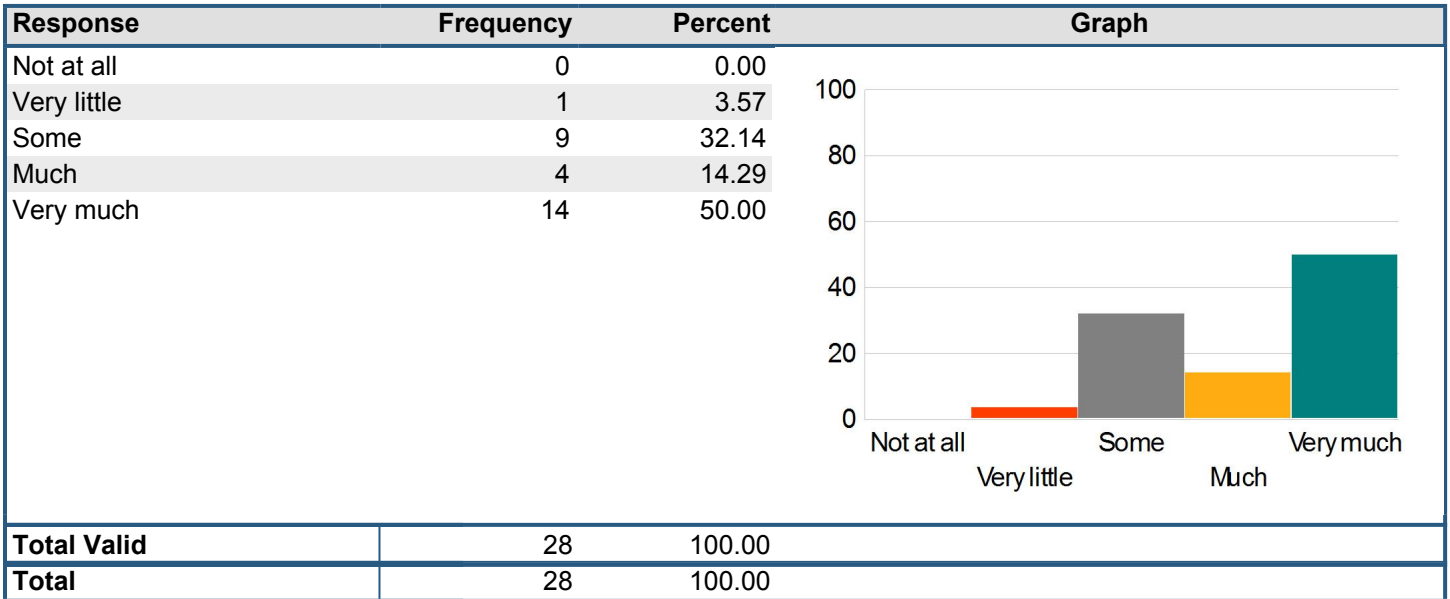 Response Frequency Percent Graph
Not at all 0 0.00
Very little 1 3.57
Some 9 32.14
Much 4 14.29
Very much 14 50.00
100
80
60
40
20
0
Not at all Some Very much
Very little Much
Total Valid 28 100.00
Total 28 100.00